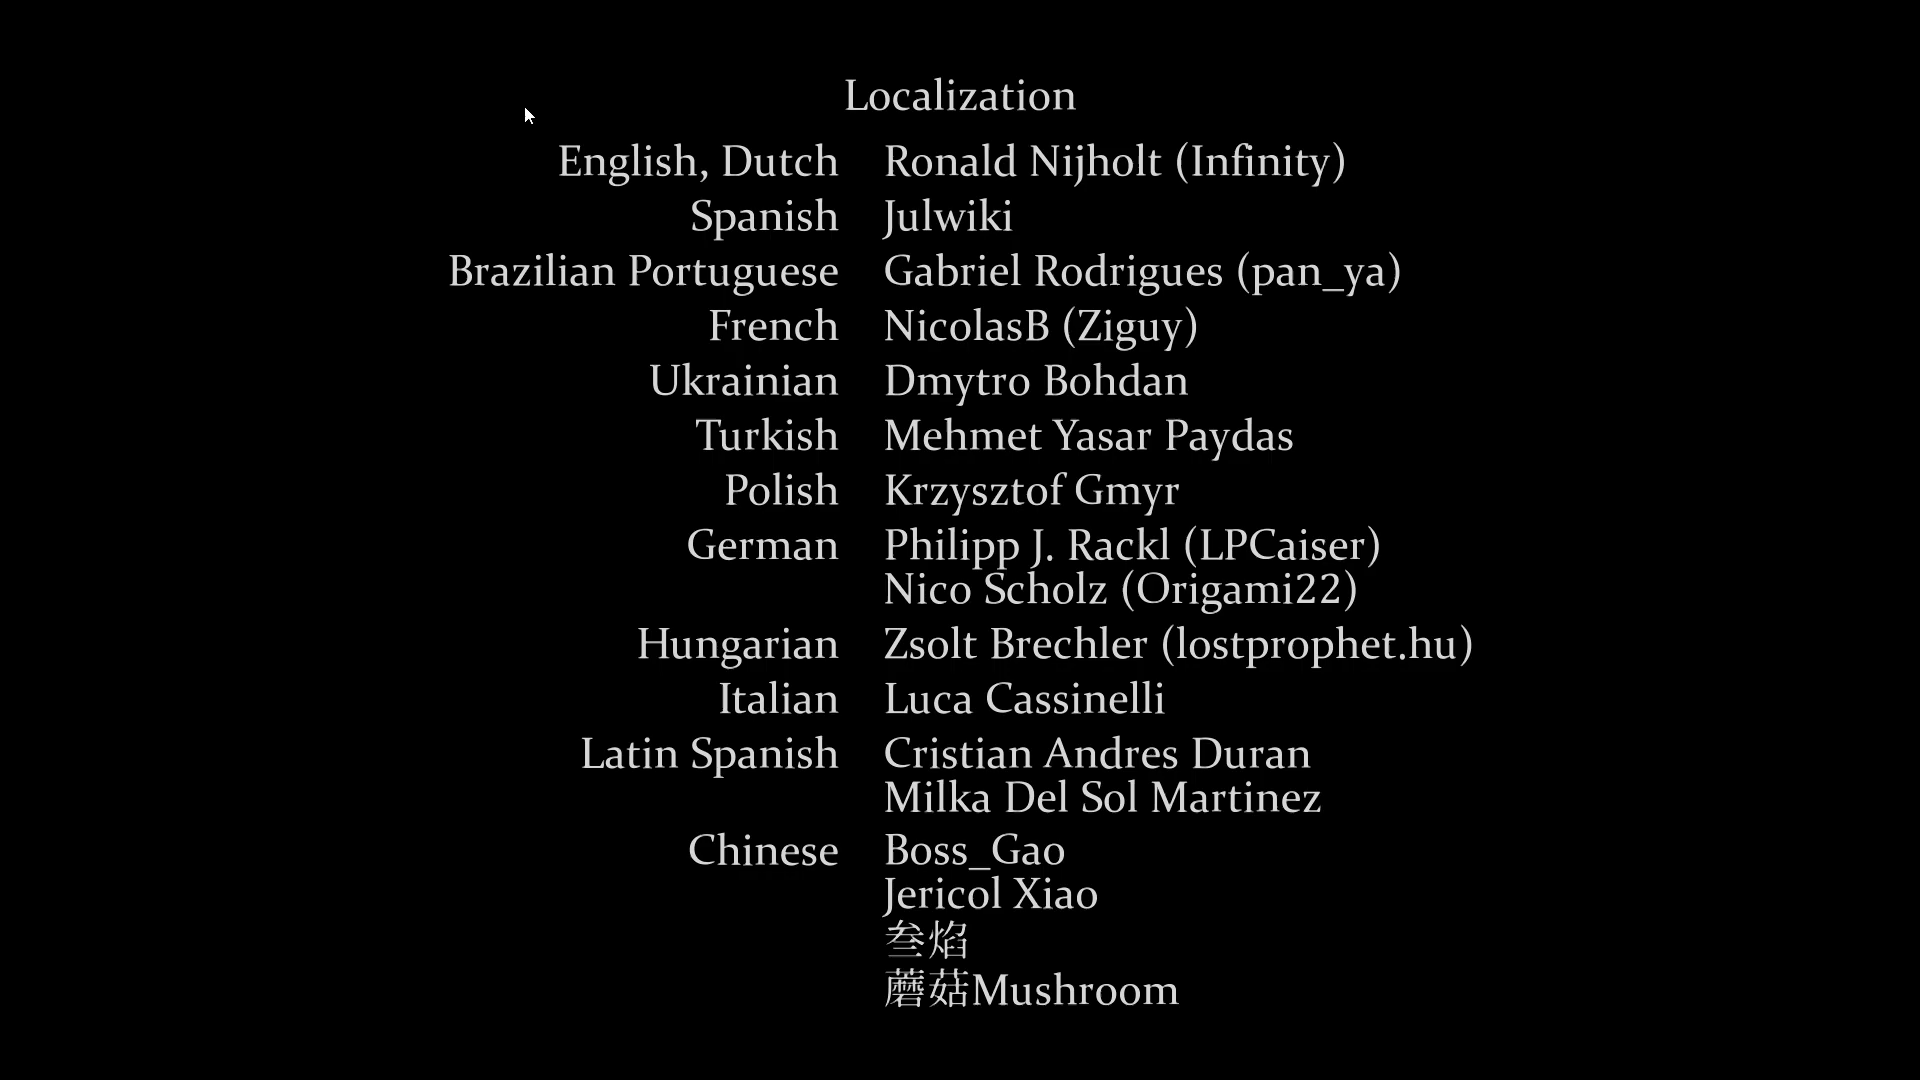 Localization
English, Dutch Ronald Nijholt (Infinity)
Spanish Julwiki
Brazilian Portuguese Gabriel Rodrigues (pan_ya)
French NicolasB (Ziguy)
Ukrainian Dmytro Bohdan
Turkish Mehmet Yasar Paydas
Polish Krzysztof Gmyr
German Philipp J. Rackl (LPCaiser)
Nico Scholz (Origami22)
Hungarian Zsolt Brechler (lostprophet.hu)
Italian Luca Cassinelli
Latin Spanish Cristian Andres Duran
Milka Del Sol Martinez
Chinese Boss_Gao
Jericol Xiao
叁焰
蘑菇Mushroom